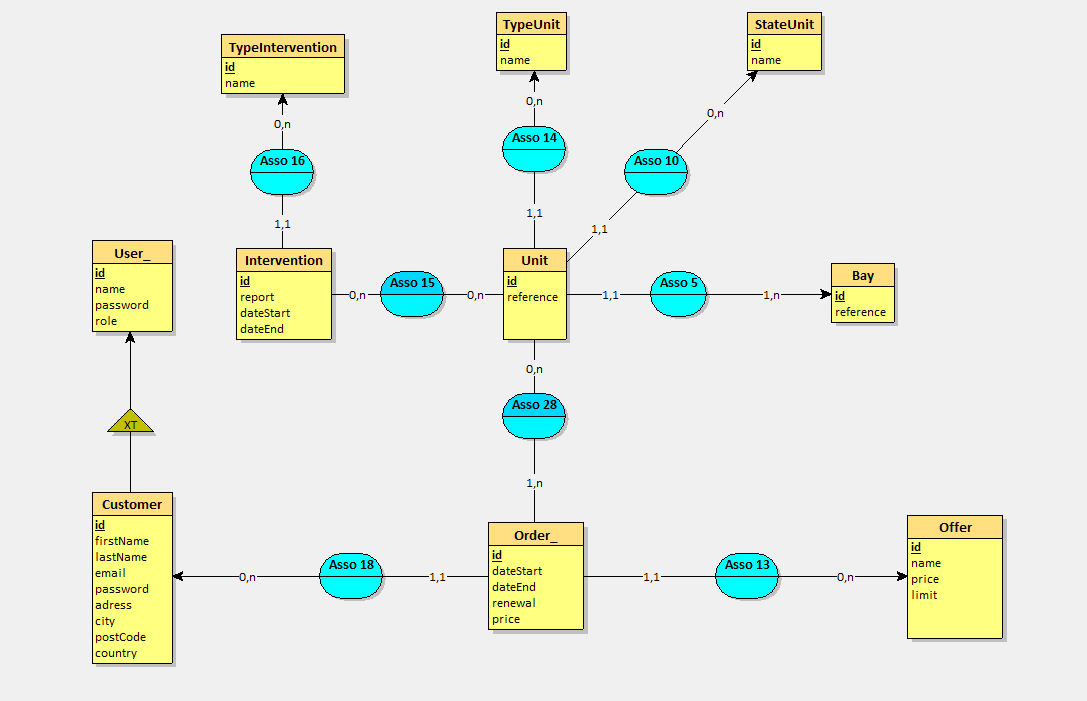 TypeUnit
id
name
StateUnit
id
name
TypeIntervention
id
name
0,n
0,n
0,n
Asso 14
Asso 16
Asso 10
1,1
1,1
1,1
User_
id
name
password
role
Intervention
id
report
dateStart
dateEnd
0,n
Asso 15
0,n
Unit
id
reference
1,1
Asso 5
1,n
Bay
id
reference
0,n
Asso 28
1,n
XT
Customer
id
firstName
lastName
email
password
adress
city
postCode
country
0,n
Asso 18
1,1
Order_
id
dateStart
dateEnd
renewal
price
1,1
Asso 13
0,n
Offer
id
name
price
limit